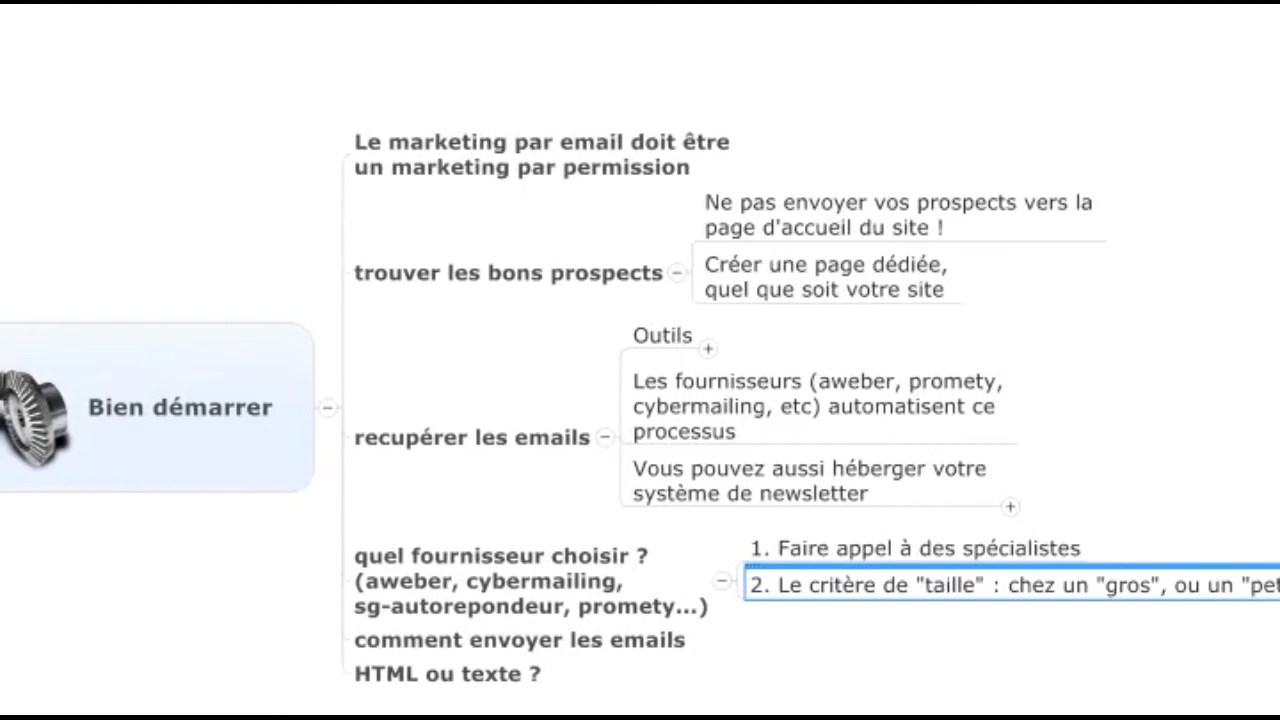 Le marketing par email doit être
un marketing par permission
trouver les bons prospects
Ne pas envoyer vos prospects vers la
page d'accueil du site !
Créer une page dédiée,
quel que soit votre site
Bien démarrer
recupérer les emails
Outils
Les fournisseurs (aweber, promety,
cybermailing, etc) automatisent ce
processus
Vous pouvez aussi héberger votre
système de newsletter
quel fournisseur choisir ?
(aweber, cybermailing,
sg-autorepondeur, promety...)
1. Faire appel à des spécialistes
2. Le critère de "taille" : chez un "gros", ou un "pet
comment envoyer les emails
HTML ou texte ?